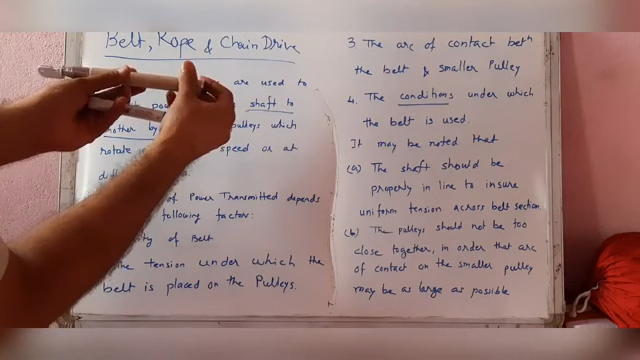 Belt, Rope & Chain Drive
are used to
shaft to
another by pulleys which
rotate speed or at
of Power Transmitted depends
following factor:
of Belt
tension under which the
belt is placed on the Pulleys.
3 The arc of contact betn
the belt & smaller Pulley
4. The conditions under which
the belt is used.
It may be noted that
(a) The shaft should be
properly in line to insure
uniform tension across belt section.
(b) The pulleys should not be too
close together, in order that arc
of contact on the smaller pulley
may be as large as possible